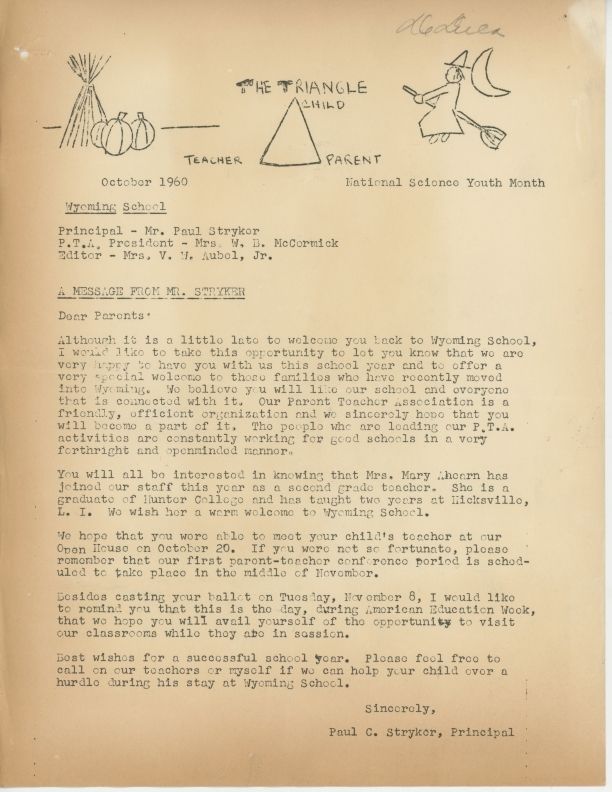 DeLuca
THE TRIANGLE
CHILD
TEACHER PARENT
October 1960 National Science Youth Month
Wyoming School
Principal - Mr. Paul Stryker
P.T.A. President - Mrs. W. B. McCormick
Editor - Mrs. V. W. Aubel, Jr.
A MESSAGE FROM MR. STRYKER
Dear Parents:
Although it is a little late to welcome you back to Wyoming School,
I would like to take this opportunity to let you know that we are
very happy to have you with us this school year and to offer a
very special welcome to those families who have recently moved
into Wyoming. We believe you will like our school and everyone
that is connected with it. Our Parent Teacher Association is a
friendly, efficient organization and we sincerely hope that you
will become a part of it. The people who are leading our P.T.A.
activities are constantly working for good schools in a very
forthright and openminded manner.
You will all be interested in knowing that Mrs. Mary Ahearn has
joined our staff this year as a second grade teacher. She is a
graduate of Hunter College and has taught two years at Hicksville,
L. I. We wish her a warm welcome to Wyoming School.
We hope that you were able to meet your child's teacher at our
Open House on October 20. If you were not so fortunate, please
remember that our first parent-teacher conference period is sched-
uled to take place in the middle of November.
Besides casting your ballot on Tuesday, November 8, I would like
to remind you that this is the day, during American Education Week,
that we hope you will avail yourself of the opportunity to visit
our classrooms while they are in session.
Best wishes for a successful school year. Please feel free to
call on our teachers or myself if we can help your child over a
hurdle during his stay at Wyoming School.
Sincerely,
Paul C. Stryker, Principal